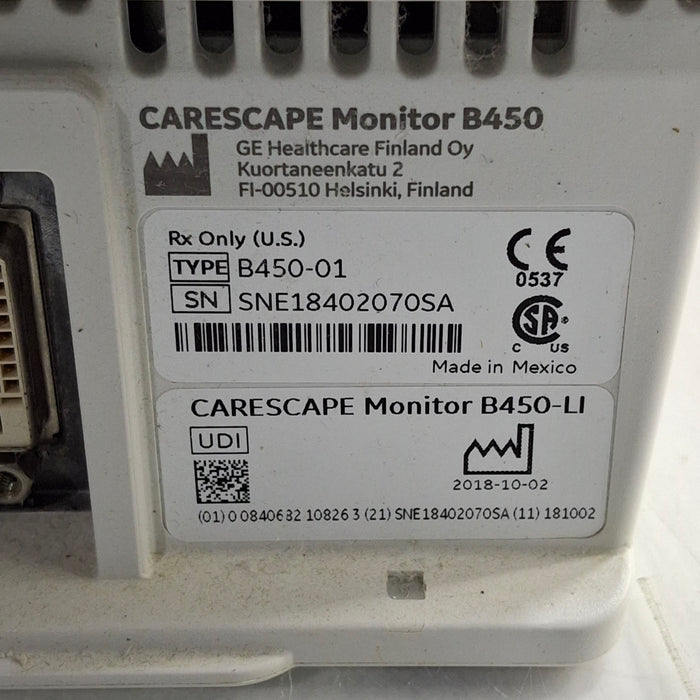 CARESCAPE Monitor B450
GE Healthcare Finland Oy
Kuortaneenkatu 2
FI-00510 Helsinki, Finland
Rx Only (U.S.)
TYPE B450-01
SN SNE18402070SA
CE
0537
SA
C US
Made in Mexico
CARESCAPE Monitor B450-LI
UDI
2018-10-02
(01) 0 0840682 10826 3 (21) SNE18402070SA (11) 181002